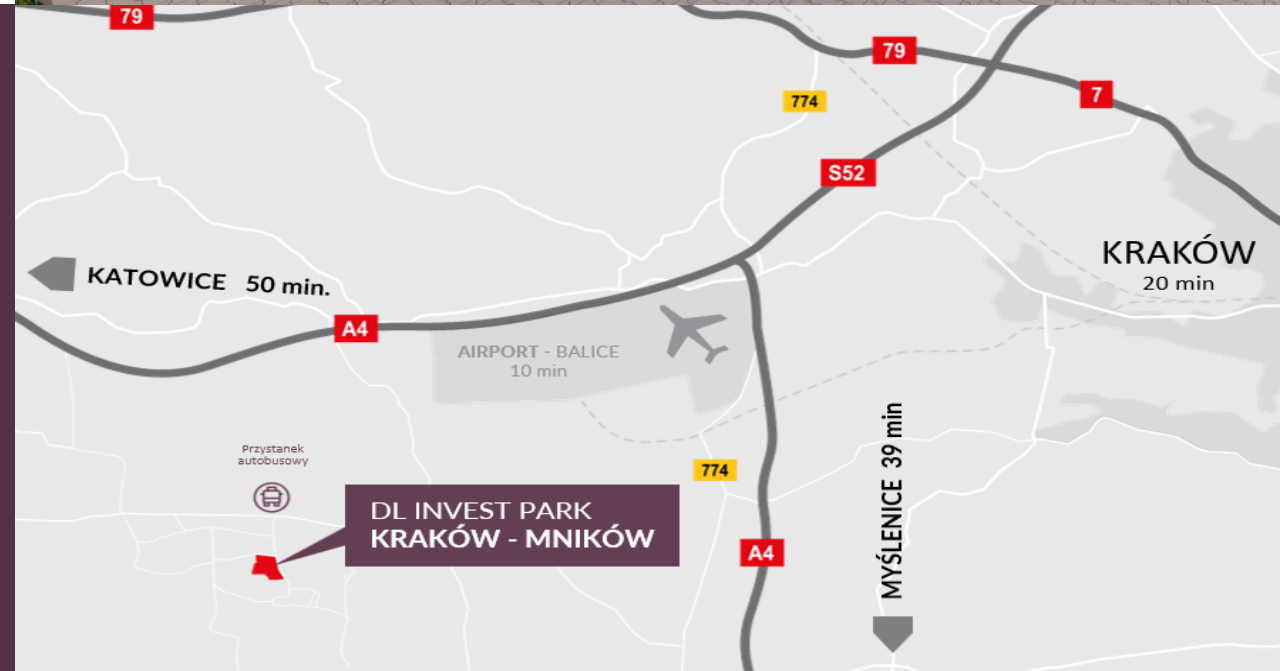 79
79
7
774
S52
KRAKÓW
20 min
KATOWICE 50 min.
A4
AIRPORT - BALICE
10 min
MYŚLENICE 39 min
Przystanek
autobusowy
774
DL INVEST PARK
KRAKÓW - MNIKÓW
A4